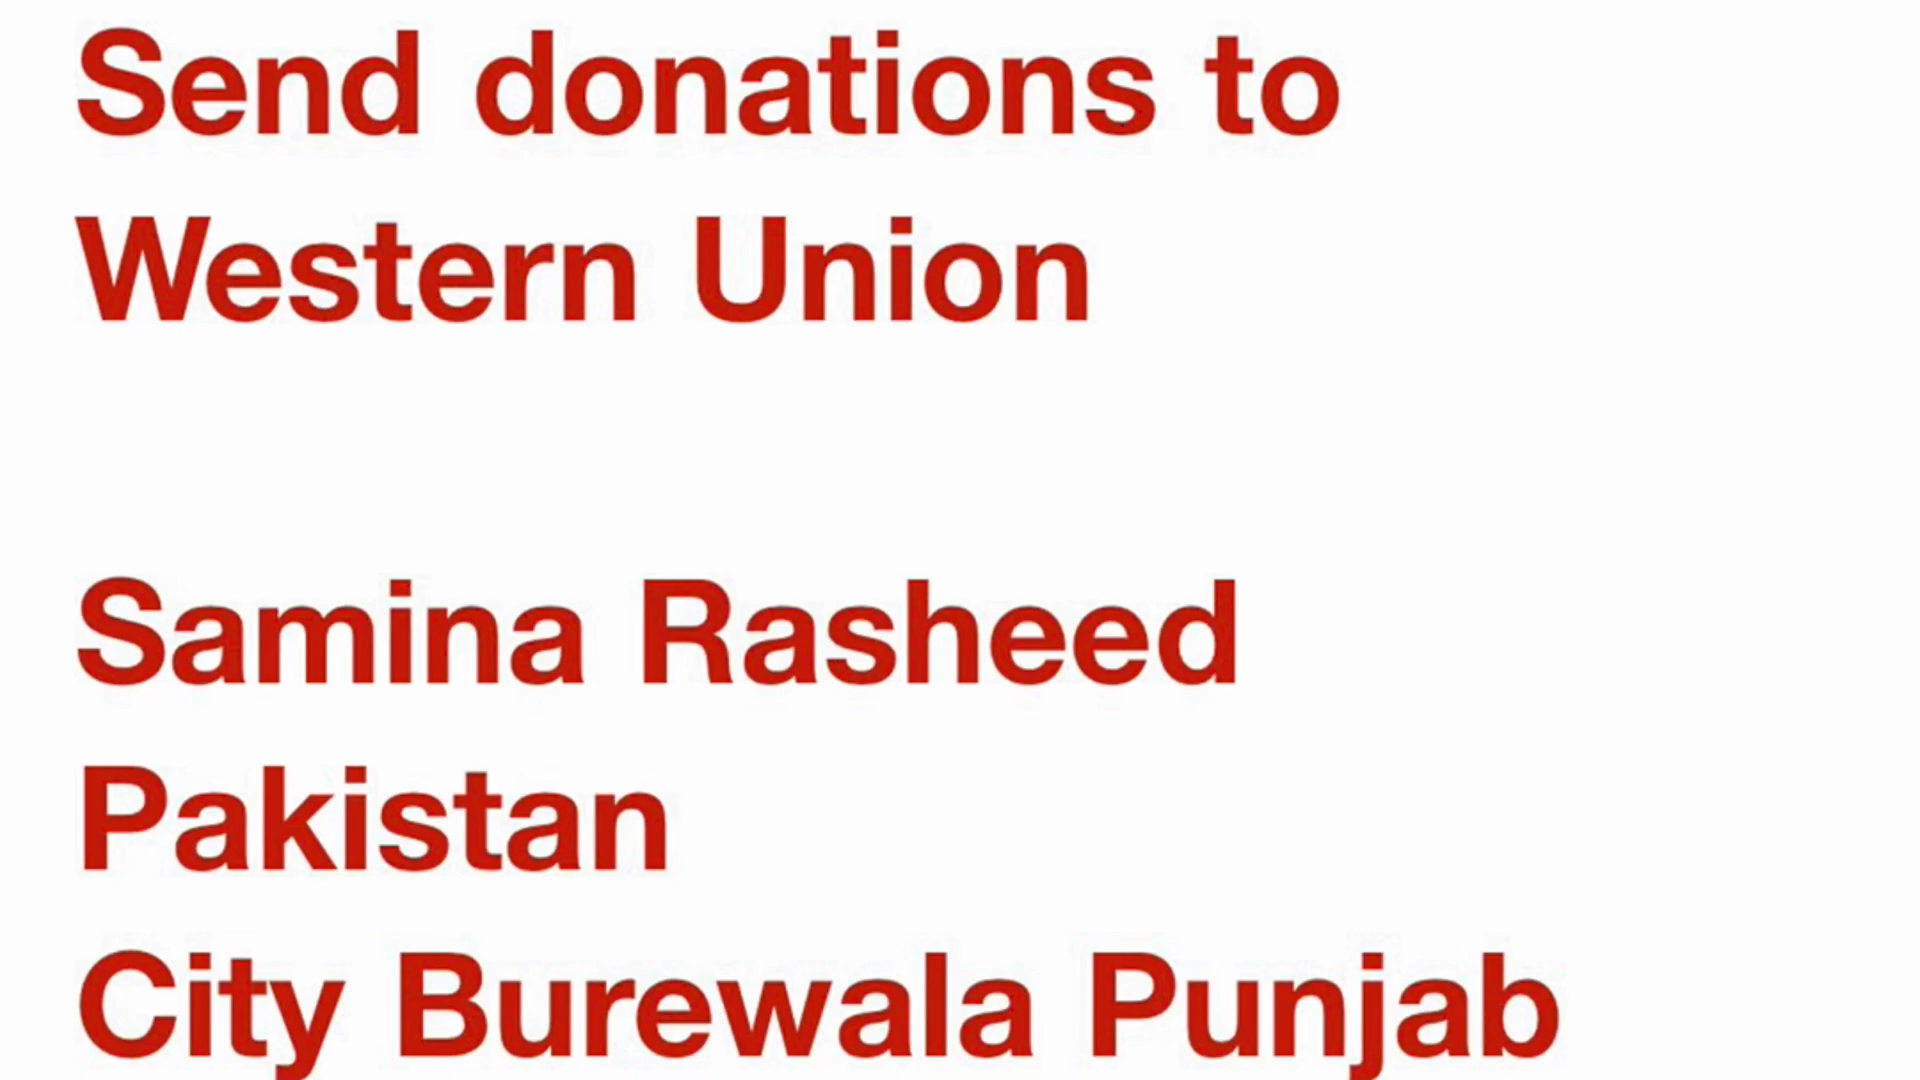 Send donations to
Western Union
Samina Rasheed
Pakistan
City Burewala Punjab